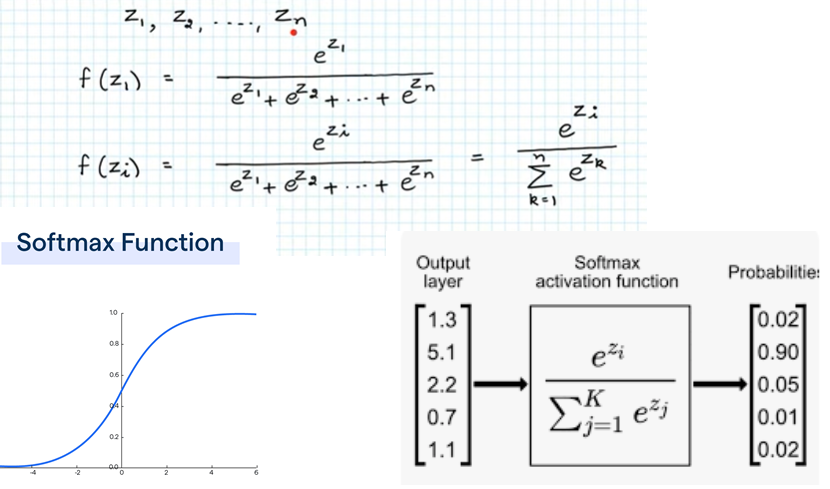 z₁, z₂, ...., zₙ
f(z₁) = e^{z₁} / (e^{z₁} + e^{z₂} + ... + e^{zₙ})
f(zᵢ) = e^{zᵢ} / (e^{z₁} + e^{z₂} + ... + e^{zₙ}) = e^{zᵢ} / ∑_{k=1}^{n} e^{z_k}
Softmax Function
1.0
0.8
0.6
0.4
0.2
0.0
-4 -2 0 2 4 6
Output layer
1.3
5.1
2.2
0.7
1.1
Softmax
activation function
e^{zᵢ} / ∑_{j=1}^{K} e^{z_j}
Probabilities
0.02
0.90
0.05
0.01
0.02